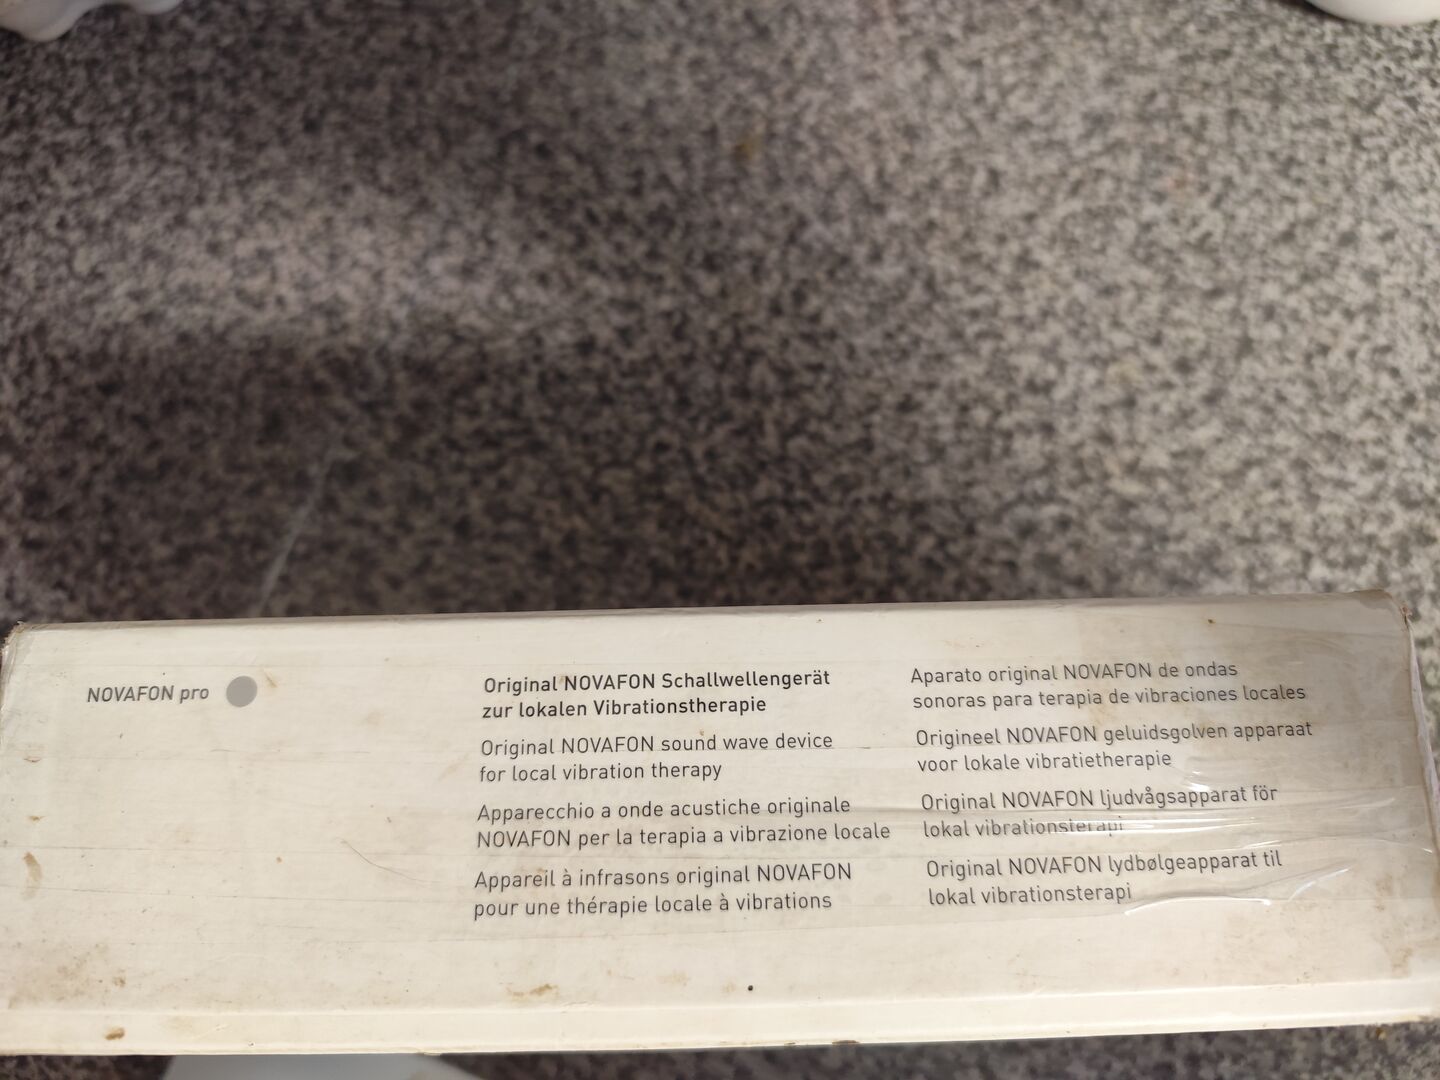 NOVAFON pro
Original NOVAFON Schallwellengerät
zur lokalen Vibrationstherapie
Original NOVAFON sound wave device
for local vibration therapy
Apparecchio a onde acustiche originale
NOVAFON per la terapia a vibrazione locale
Appareil à infrasons original NOVAFON
pour une thérapie locale à vibrations
Aparato original NOVAFON de ondas
sonoras para terapia de vibraciones locales
Origineel NOVAFON geluidsgolven apparaat
voor lokale vibratietherapie
Original NOVAFON ljudvågsapparat för
lokal vibrationsterapi
Original NOVAFON lydbølgeapparat til
lokal vibrationsterapi